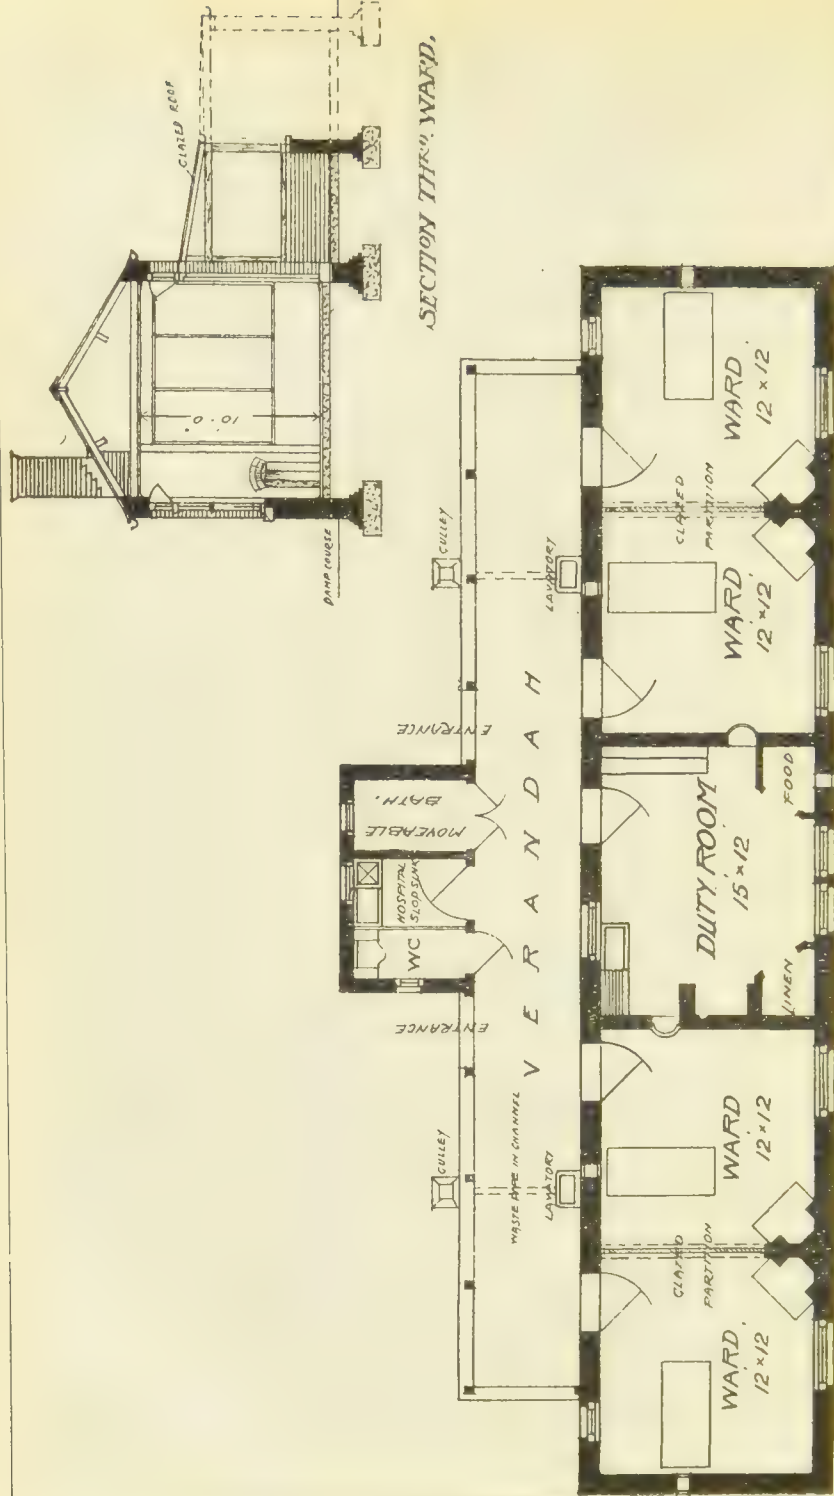 GLAZED ROOF
10'.0"
DAMP COURSE
SECTION THRO. WARD.
GULLEY
LAVATORY
ENTRANCE
MOVEABLE
BATH.
HOSPITAL
SLOP SINK
WC
ENTRANCE
GULLEY
WASTE PIPE IN CHANNEL
LAVATORY
VERANDAH
WARD.
12'×12'
GLAZED
PARTITION
WARD
12'×12'
DUTY ROOM
15'×12'
FOOD
LINEN
WARD
12'×12'
GLAZED
PARTITION
WARD.
12'×12'